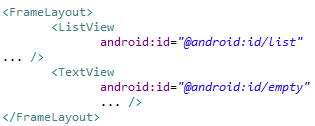 <FrameLayout>
<ListView
android:id="@android:id/list"
... />
<TextView
android:id="@android:id/empty"
... />
</FrameLayout>